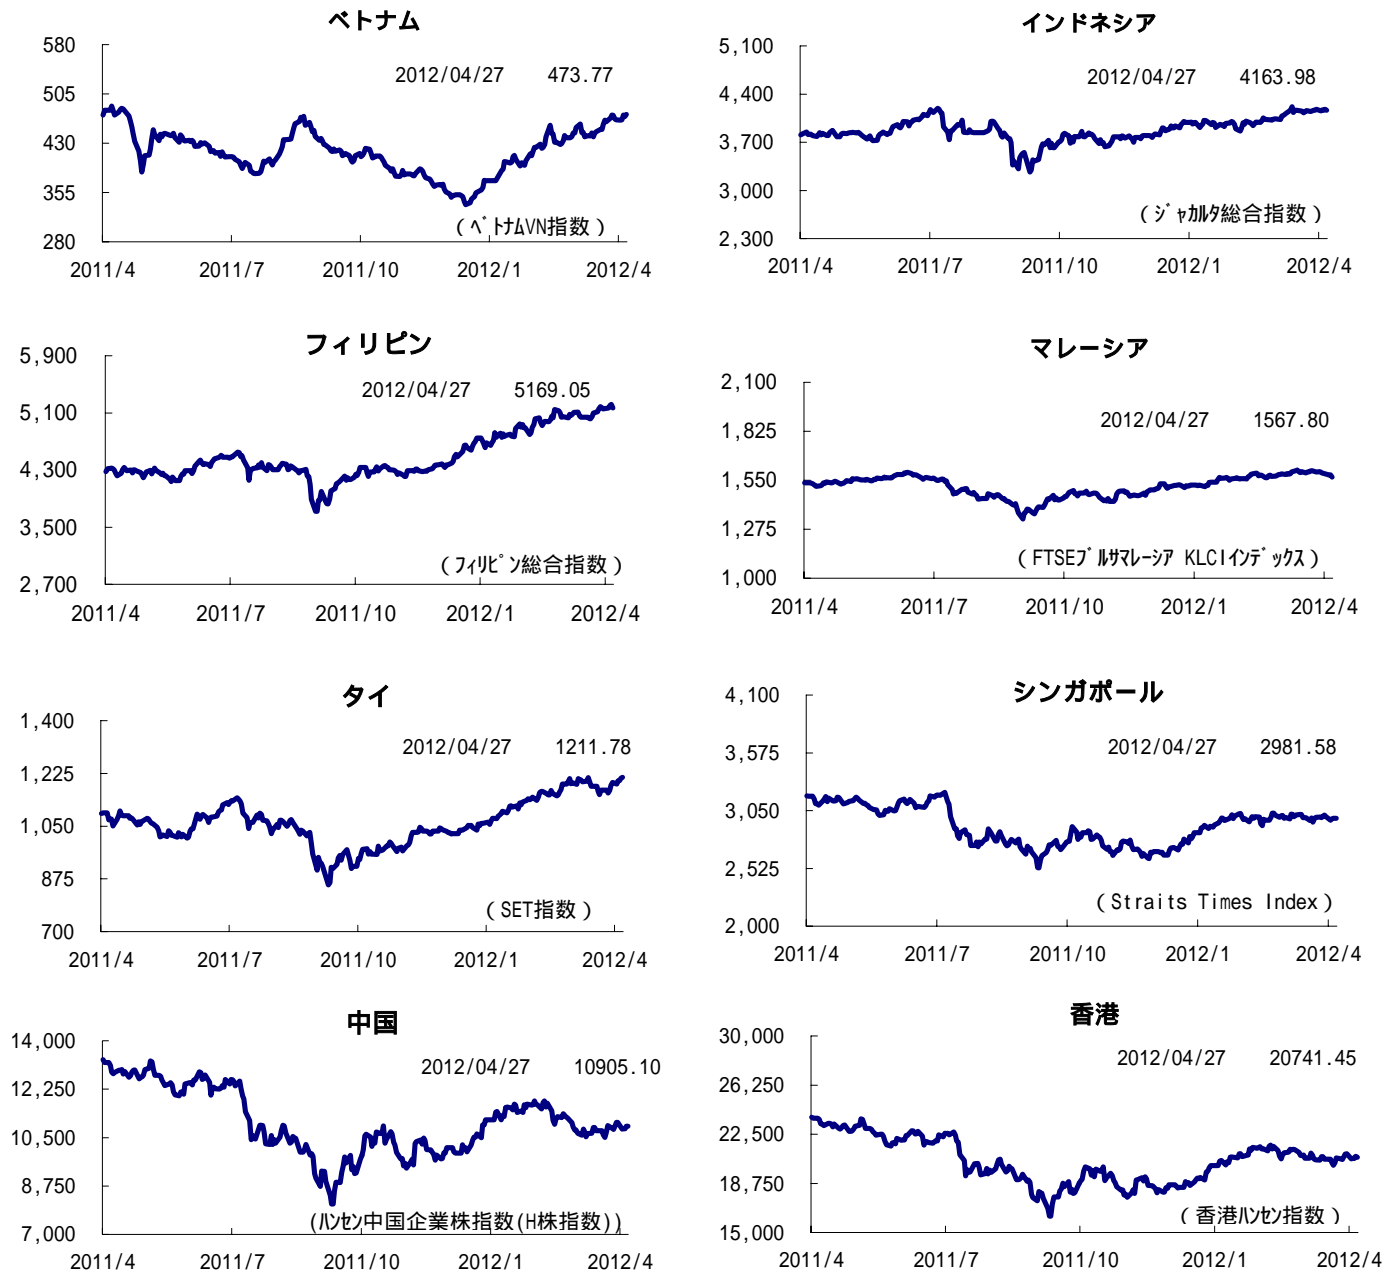 ベトナム
580
505
430
355
280
2012/04/27 473.77
(ベトナムVN指数)
2011/4 2011/7 2011/10 2012/1 2012/4
インドネシア
5,100
4,400
3,700
3,000
2,300
2012/04/27 4163.98
(ジャカルタ総合指数)
2011/4 2011/7 2011/10 2012/1 2012/4
フィリピン
5,900
5,100
4,300
3,500
2,700
2012/04/27 5169.05
(フィリピン総合指数)
2011/4 2011/7 2011/10 2012/1 2012/4
マレーシア
2,100
1,825
1,550
1,275
1,000
2012/04/27 1567.80
(FTSEブルサマレーシア KLCIインデックス)
2011/4 2011/7 2011/10 2012/1 2012/4
タイ
1,400
1,225
1,050
875
700
2012/04/27 1211.78
(SET指数)
2011/4 2011/7 2011/10 2012/1 2012/4
シンガポール
4,100
3,575
3,050
2,525
2,000
2012/04/27 2981.58
(Straits Times Index)
2011/4 2011/7 2011/10 2012/1 2012/4
中国
14,000
12,250
10,500
8,750
7,000
2012/04/27 10905.10
(ハンセン中国企業株指数(H株指数))
2011/4 2011/7 2011/10 2012/1 2012/4
香港
30,000
26,250
22,500
18,750
15,000
2012/04/27 20741.45
(香港ハンセン指数)
2011/4 2011/7 2011/10 2012/1 2012/4